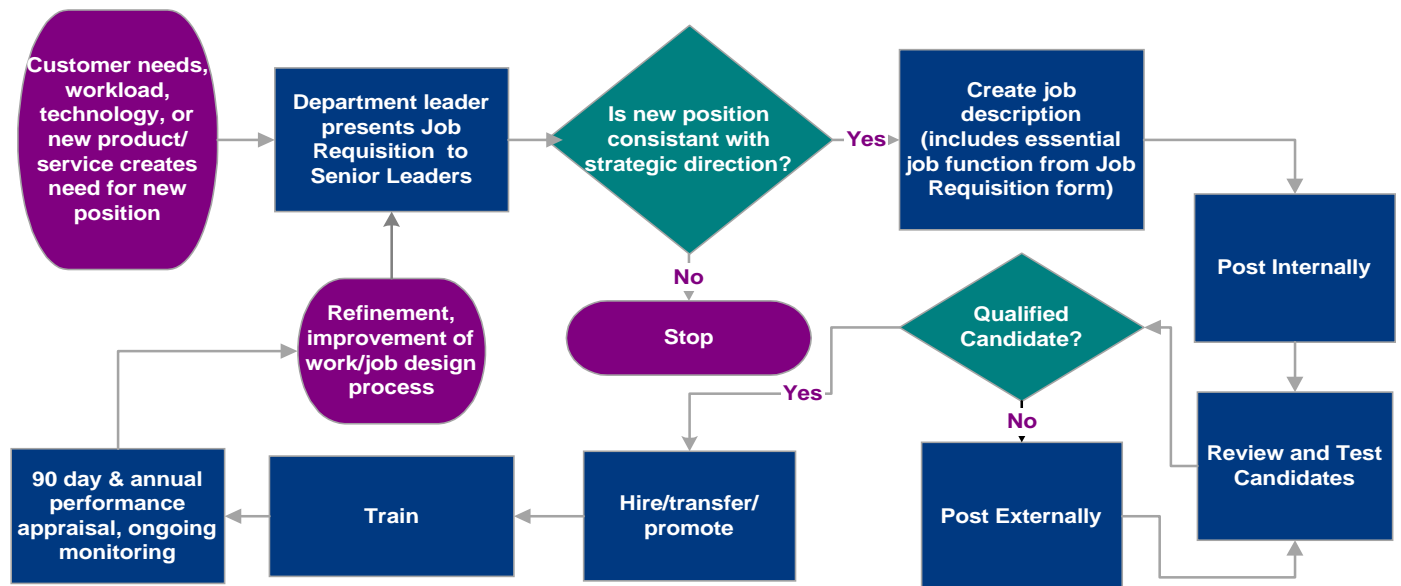 Customer needs,
workload,
technology, or
new product/
service creates
need for new
position
Department leader
presents Job
Requisition to
Senior Leaders
Is new position
consistant with
strategic direction?
Yes
Create job
description
(includes essential
job function from Job
Requisition form)
No
Stop
Post Internally
Refinement,
improvement of
work/job design
process
Qualified
Candidate?
Yes
No
Review and Test
Candidates
Post Externally
Hire/transfer/
promote
Train
90 day & annual
performance
appraisal, ongoing
monitoring